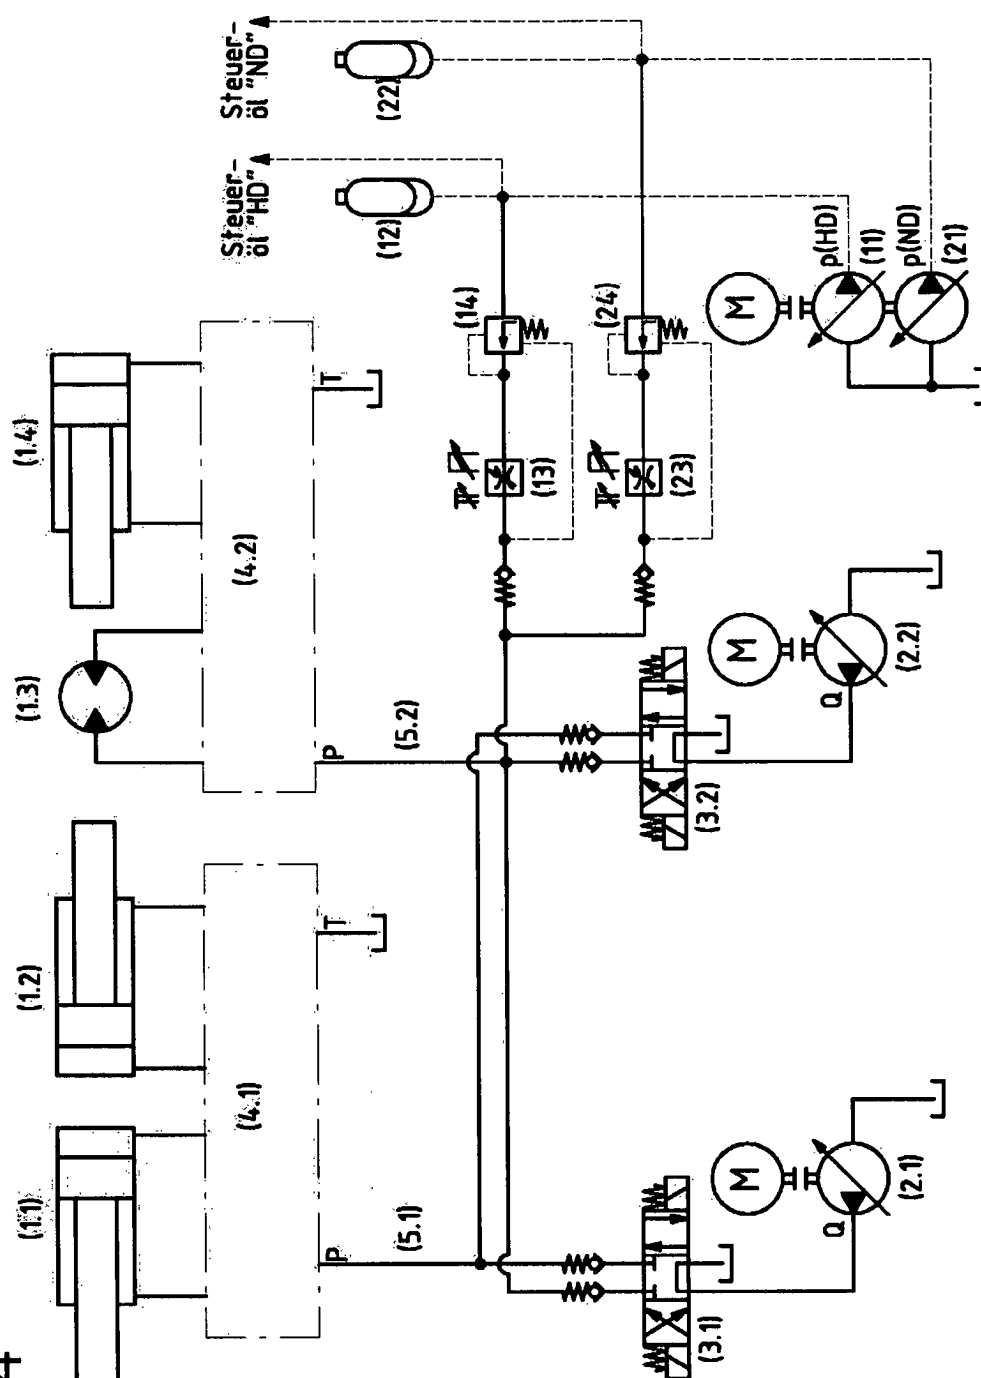 Steuer-
öl "ND"
(22)
Steuer-
öl "HD"
(12)
p(HD)
(11)
p(ND)
(21)
M
(14)
(24)
(1.4)
T
(13)
(23)
(4.2)
(1.3)
M
(2.2)
Q
(5.2)
P
(3.2)
(1.2)
T
(4.1)
M
(2.1)
Q
(1.1)
(5.1)
P
(3.1)